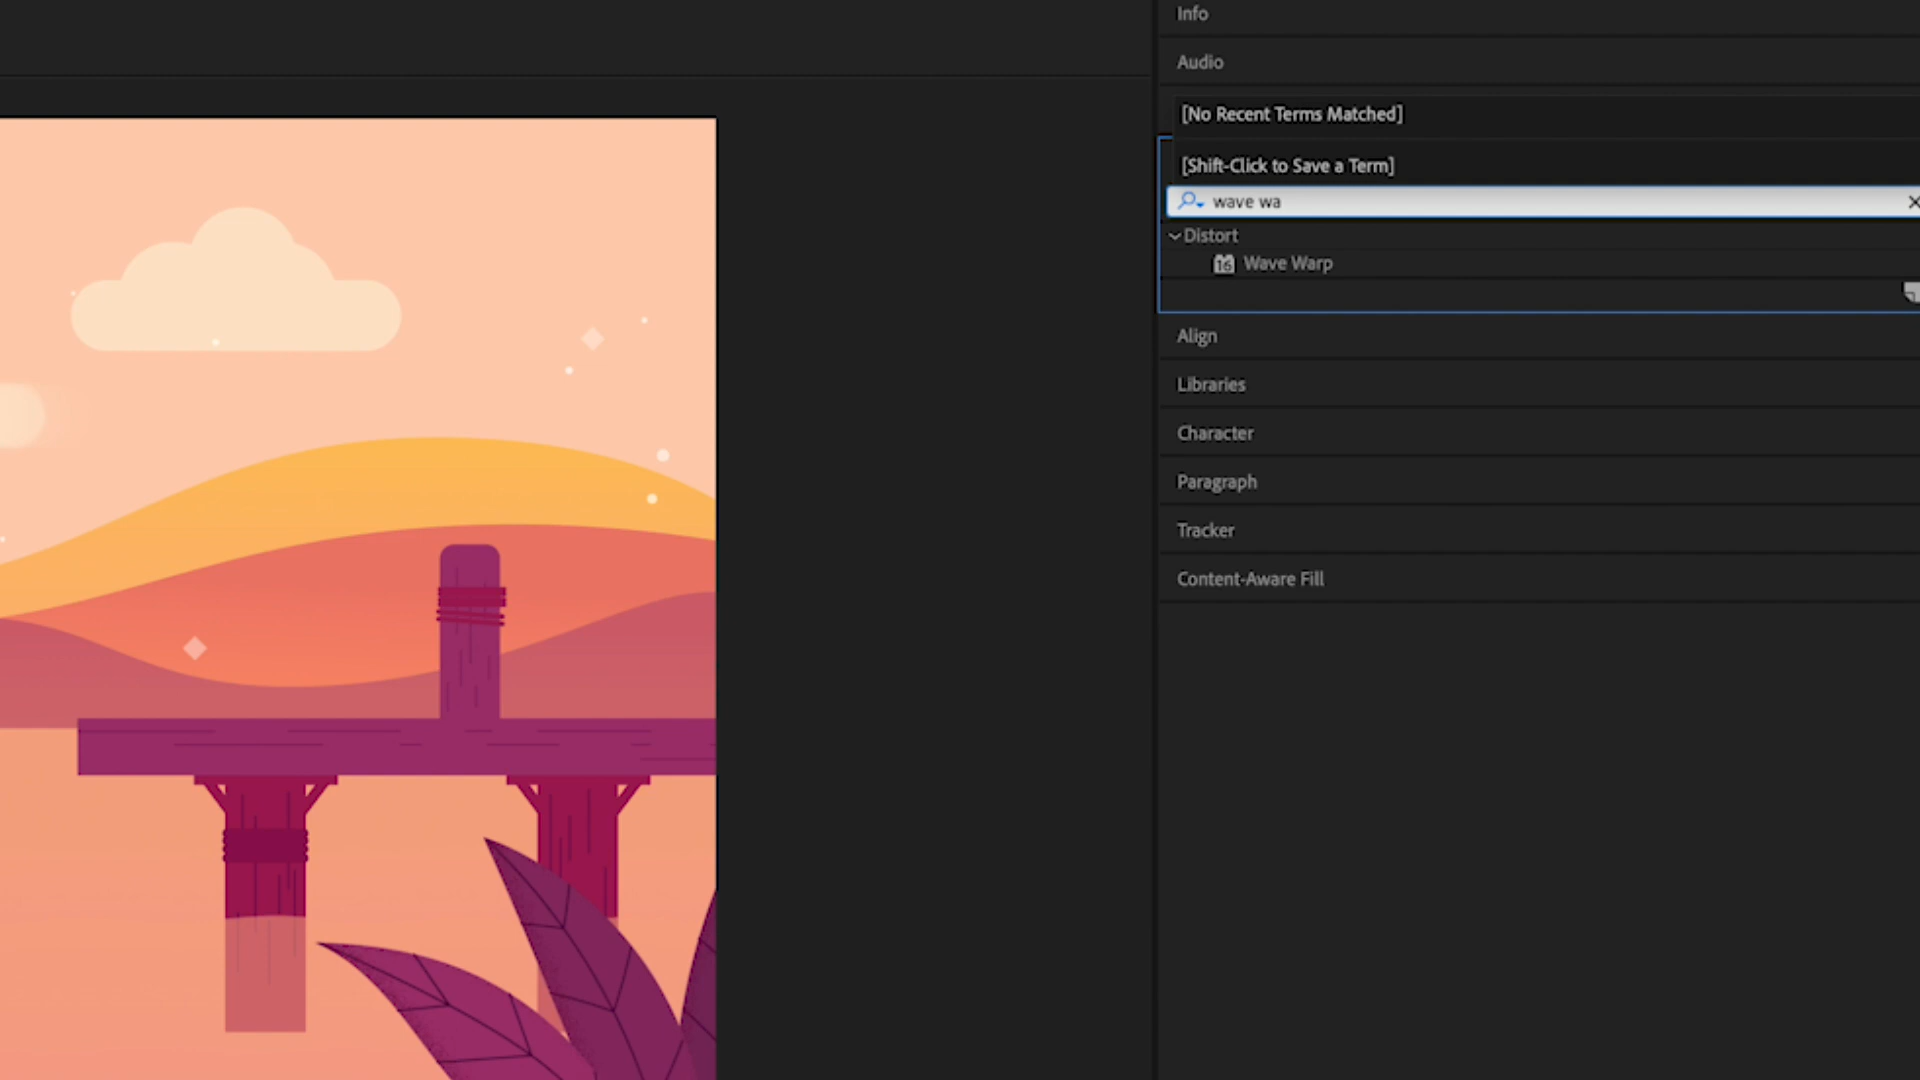 Info
Audio
[No Recent Terms Matched]
[Shift-Click to Save a Term]
wave wa
Distort
16 Wave Warp
Align
Libraries
Character
Paragraph
Tracker
Content-Aware Fill